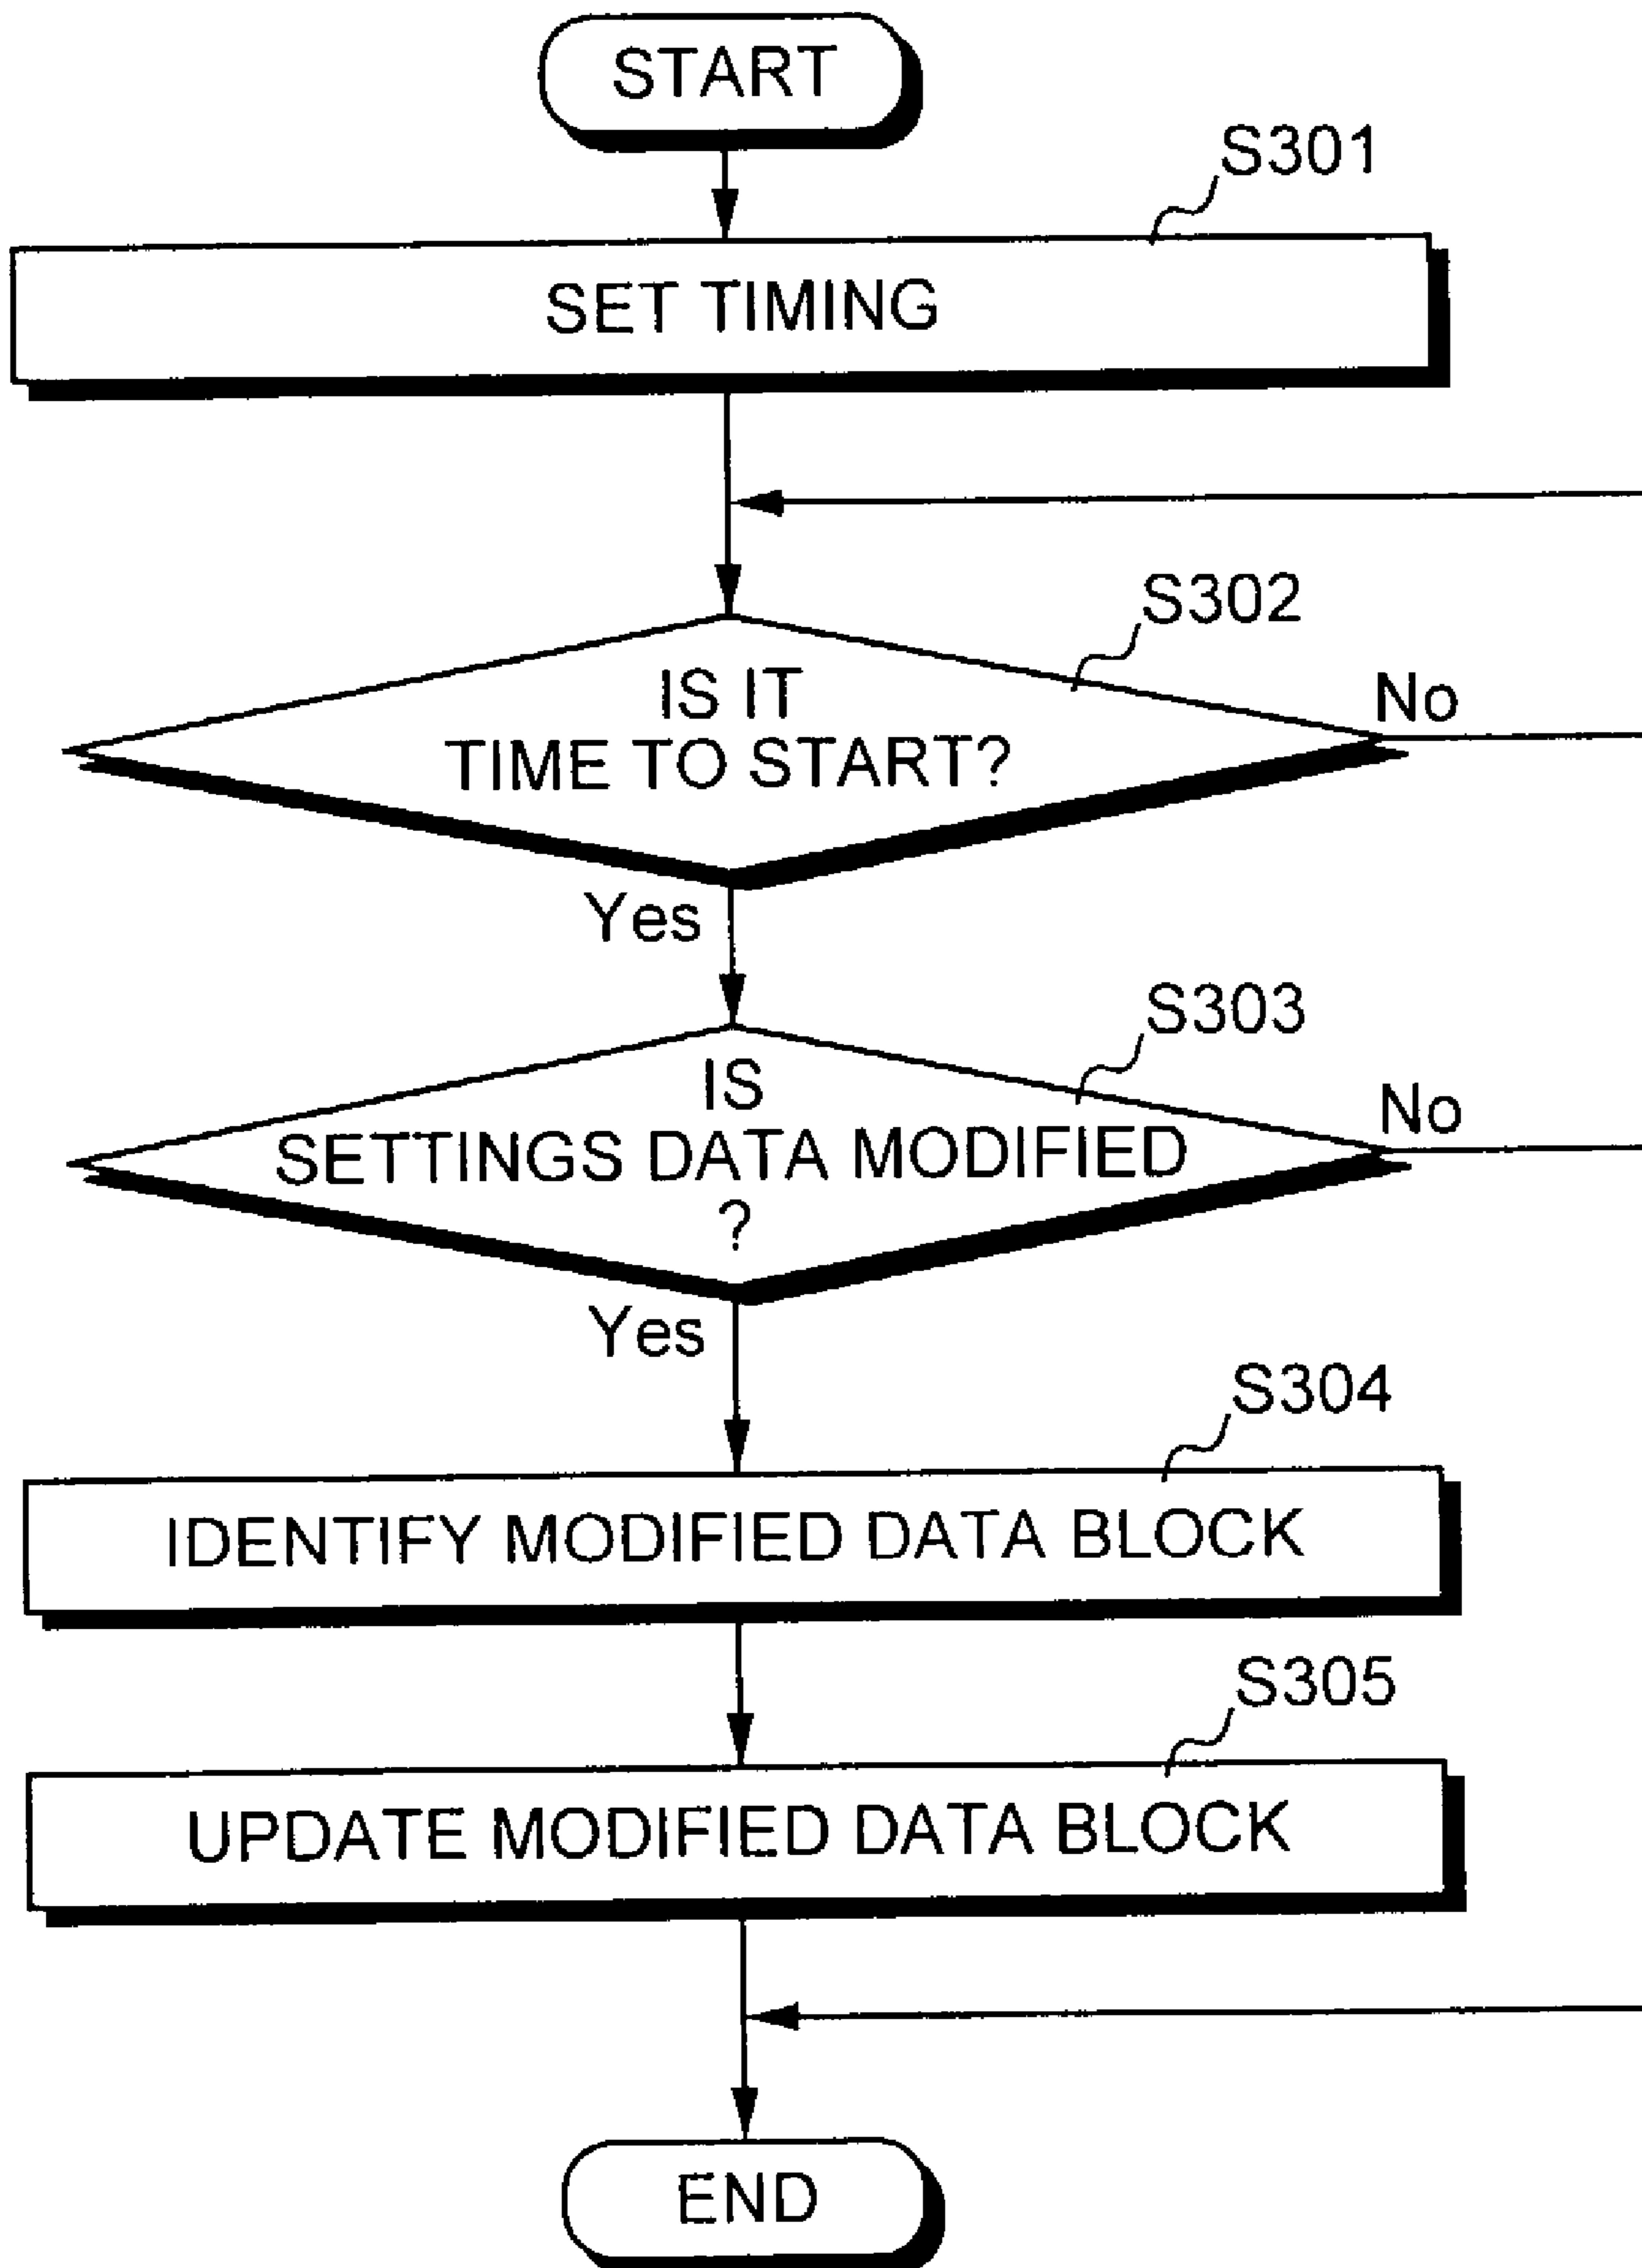 START
S301
SET TIMING
S302
IS IT
TIME TO START?
No
Yes
S303
IS
SETTINGS DATA MODIFIED
?
No
Yes
S304
IDENTIFY MODIFIED DATA BLOCK
S305
UPDATE MODIFIED DATA BLOCK
END